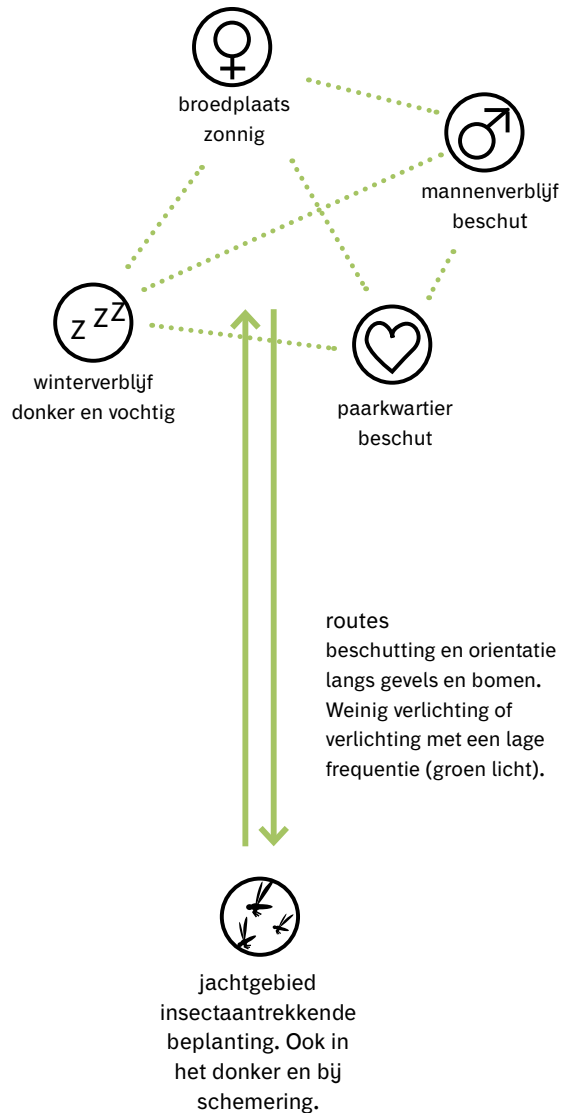 broedplaats
zonnig
mannenverblijf
beschut
z z Z
winterverblijf
donker en vochtig
paarkwartier
beschut
routes
beschutting en orientatie
langs gevels en bomen.
Weinig verlichting of
verlichting met een lage
frequentie (groen licht).
jachtgebied
insectaantrekkende
beplanting. Ook in
het donker en bij
schemering.